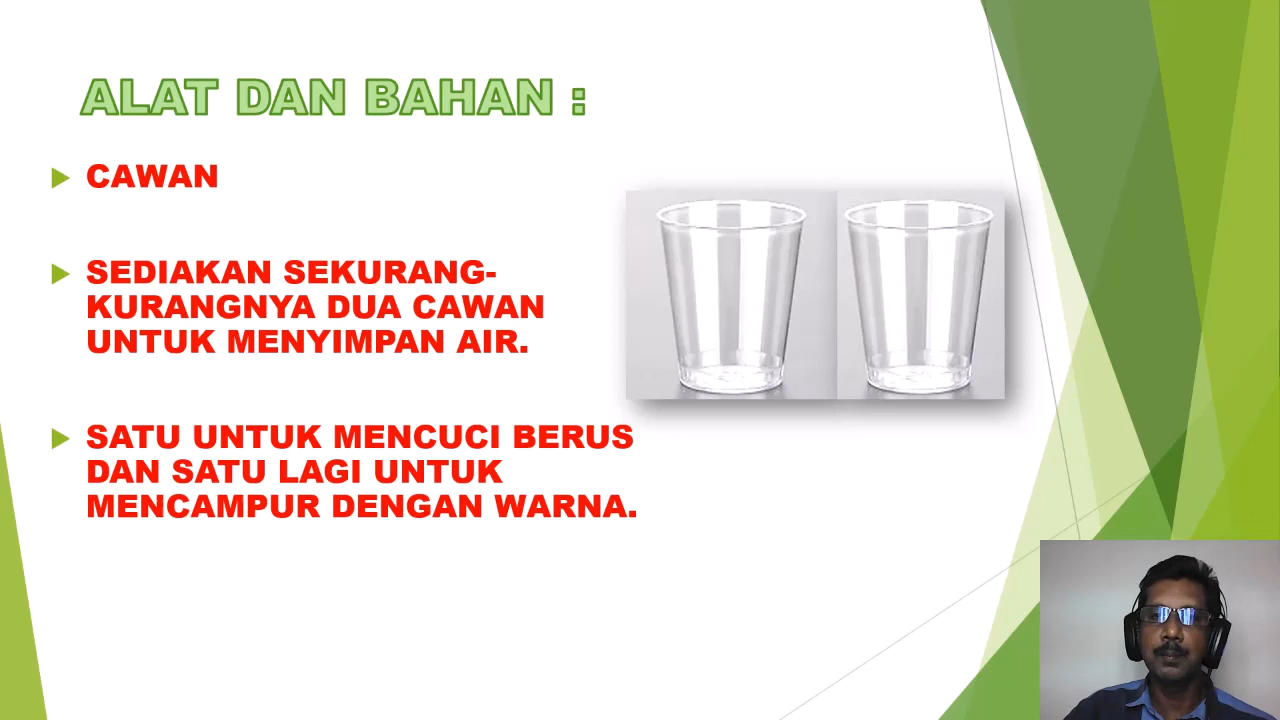 ALAT DAN BAHAN :
CAWAN
SEDIAKAN SEKURANG-
KURANGNYA DUA CAWAN
UNTUK MENYIMPAN AIR.
SATU UNTUK MENCUCI BERUS
DAN SATU LAGI UNTUK
MENCAMPUR DENGAN WARNA.